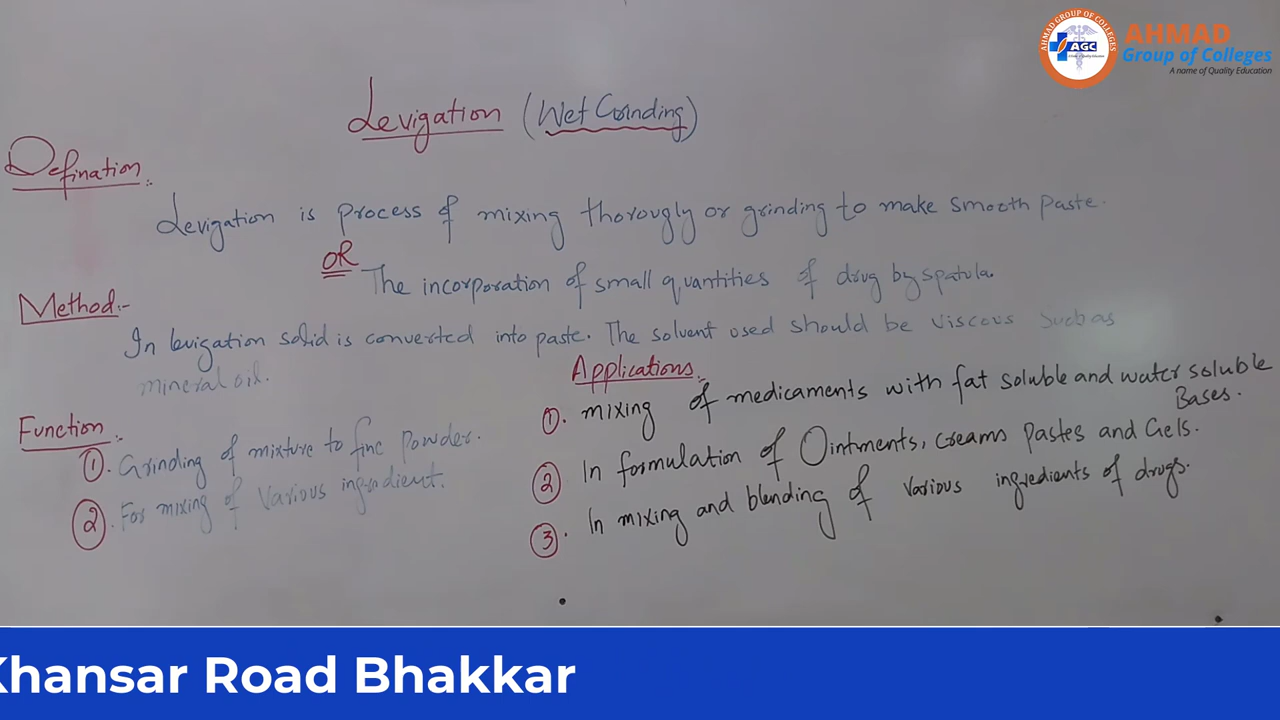 AHMAD GROUP OF COLLEGES
AGC
AHMAD
Group of Colleges
A name of Quality Education
Levigation (Wet Grinding)
Defination:
Levigation is process of mixing thorougly or grinding to make smooth paste.
OR
The incorporation of small quantities of drug by spatula.
Method:-
In levigation solid is converted into paste. The solvent used should be viscous such as
mineral oil.
Function:
1. Grinding of mixture to fine powder.
2. For mixing of various ingredient.
Applications:
1. mixing of medicaments with fat soluble and water soluble
Bases.
2. In formulation of Ointments, creams pastes and Gels.
3. In mixing and blending of various ingredients of drugs.
Khansar Road Bhakkar